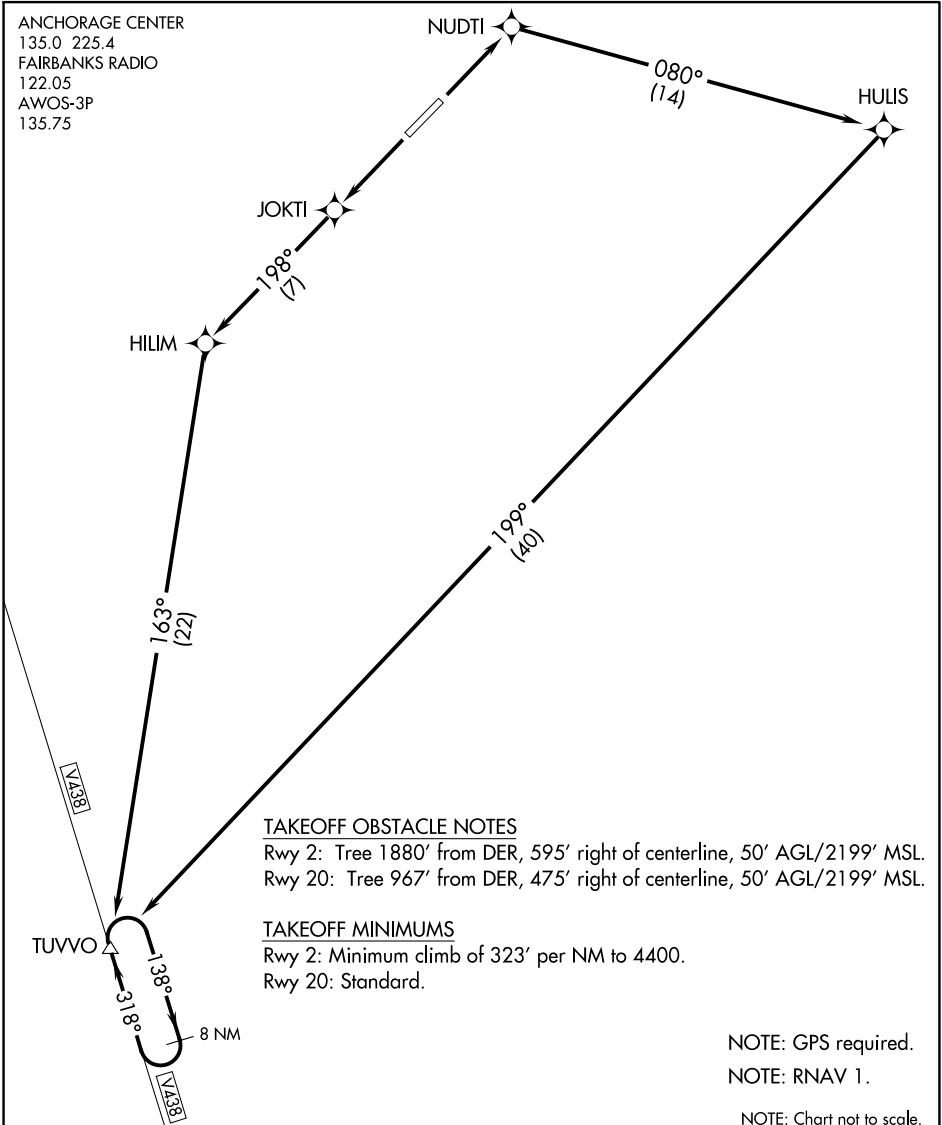 ANCHORAGE CENTER
135.0 225.4
FAIRBANKS RADIO
122.05
AWOS-3P
135.75
NUDTI
080°
(14)
HULIS
JOKTI
198°
(7)
HILIM
199°
(40)
163°
(22)
V438
TAKEOFF OBSTACLE NOTES
Rwy 2: Tree 1880' from DER, 595' right of centerline, 50' AGL/2199' MSL.
Rwy 20: Tree 967' from DER, 475' right of centerline, 50' AGL/2199' MSL.
TAKEOFF MINIMUMS
Rwy 2: Minimum climb of 323' per NM to 4400.
Rwy 20: Standard.
TUVVO
138°
318°
8 NM
V438
NOTE: GPS required.
NOTE: RNAV 1.
NOTE: Chart not to scale.